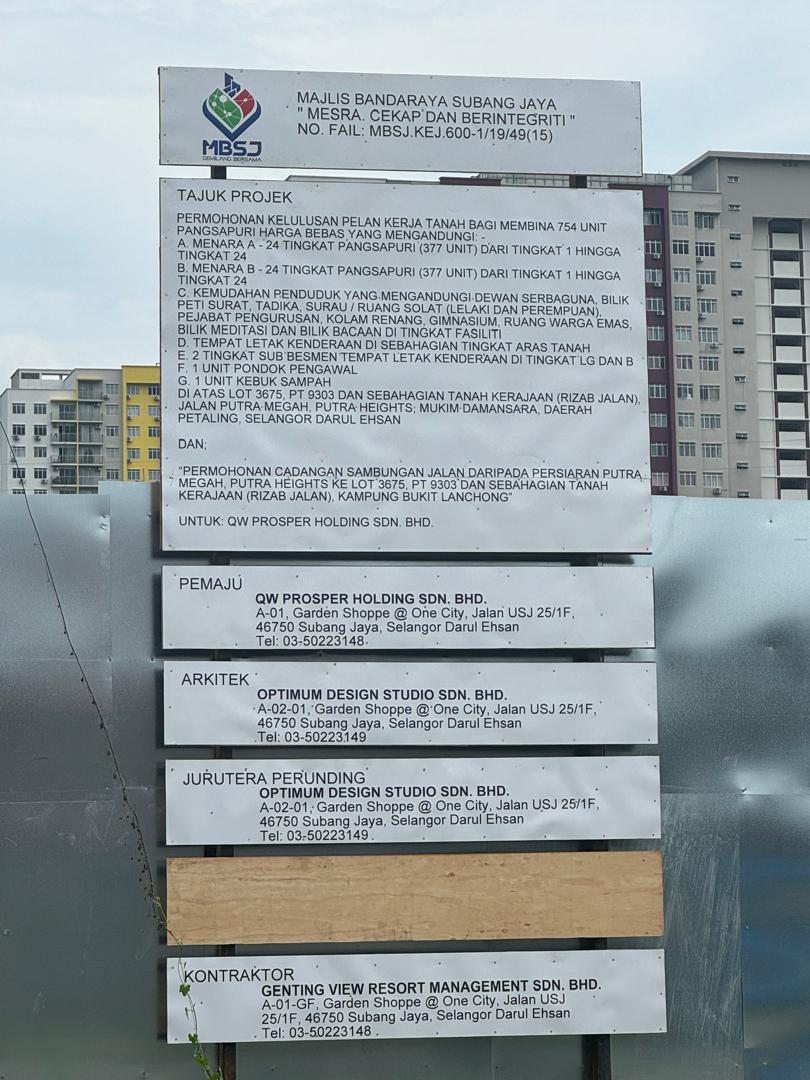 MBSJ
GEMILANG BERSAMA
MAJLIS BANDARAYA SUBANG JAYA
" MESRA. CEKAP DAN BERINTEGRITI "
NO. FAIL: MBSJ.KEJ.600-1/19/49(15)
TAJUK PROJEK
PERMOHONAN KELULUSAN PELAN KERJA TANAH BAGI MEMBINA 754 UNIT
PANGSAPURI HARGA BEBAS YANG MENGANDUNGI: -
A. MENARA A - 24 TINGKAT PANGSAPURI (377 UNIT) DARI TINGKAT 1 HINGGA
TINGKAT 24
B. MENARA B - 24 TINGKAT PANGSAPURI (377 UNIT) DARI TINGKAT 1 HINGGA
TINGKAT 24
C. KEMUDAHAN PENDUDUK YANG MENGANDUNGI DEWAN SERBAGUNA, BILIK
PETI SURAT, TADIKA, SURAU / RUANG SOLAT (LELAKI DAN PEREMPUAN),
PEJABAT PENGURUSAN, KOLAM RENANG, GIMNASIUM, RUANG WARGA EMAS,
BILIK MEDITASI DAN BILIK BACAAN DI TINGKAT FASILITI
D. TEMPAT LETAK KENDERAAN DI SEBAHAGIAN TINGKAT ARAS TANAH
E. 2 TINGKAT SUB BESMEN TEMPAT LETAK KENDERAAN DI TINGKAT LG DAN B
F. 1 UNIT PONDOK PENGAWAL
G. 1 UNIT KEBUK SAMPAH
DI ATAS LOT 3675, PT 9303 DAN SEBAHAGIAN TANAH KERAJAAN (RIZAB JALAN),
JALAN PUTRA MEGAH, PUTRA HEIGHTS, MUKIM DAMANSARA, DAERAH
PETALING, SELANGOR DARUL EHSAN
DAN;
"PERMOHONAN CADANGAN SAMBUNGAN JALAN DARIPADA PERSIARAN PUTRA
MEGAH, PUTRA HEIGHTS KE LOT 3675, PT 9303 DAN SEBAHAGIAN TANAH
KERAJAAN (RIZAB JALAN), KAMPUNG BUKIT LANCHONG"
UNTUK: QW PROSPER HOLDING SDN. BHD.
PEMAJU
QW PROSPER HOLDING SDN. BHD.
A-01, Garden Shoppe @ One City, Jalan USJ 25/1F,
46750 Subang Jaya, Selangor Darul Ehsan
Tel: 03-50223148
ARKITEK
OPTIMUM DESIGN STUDIO SDN. BHD.
A-02-01, Garden Shoppe @ One City, Jalan USJ 25/1F,
46750 Subang Jaya, Selangor Darul Ehsan
Tel: 03-50223149
JURUTERA PERUNDING
OPTIMUM DESIGN STUDIO SDN. BHD.
A-02-01, Garden Shoppe @ One City, Jalan USJ 25/1F,
46750 Subang Jaya, Selangor Darul Ehsan
Tel: 03-50223149
KONTRAKTOR
GENTING VIEW RESORT MANAGEMENT SDN. BHD.
A-01-GF, Garden Shoppe @ One City, Jalan USJ
25/1F, 46750 Subang Jaya, Selangor Darul Ehsan
Tel: 03-50223148